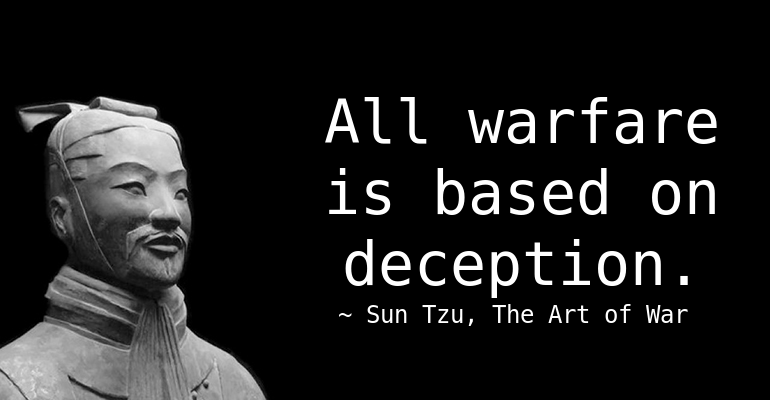 All warfare
is based on
deception.
~ Sun Tzu, The Art of War